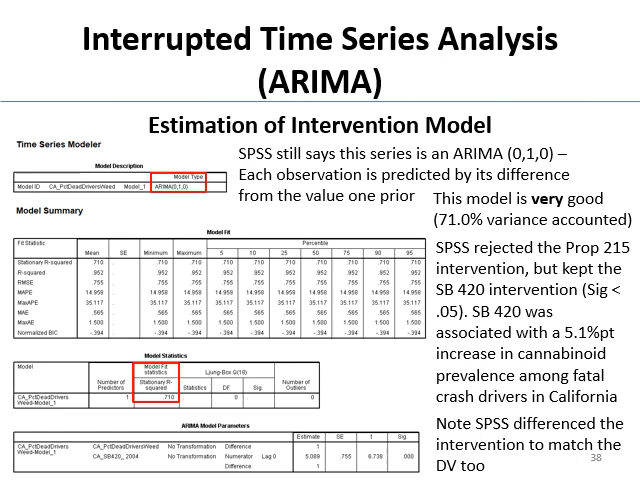 Interrupted Time Series Analysis
(ARIMA)
Estimation of Intervention Model
Time Series Modeler
Model Description
Model Type
Model ID CA_PctDeadDriversWeed Model_1 ARIMA(0,1,0)
SPSS still says this series is an ARIMA (0,1,0) –
Each observation is predicted by its difference
from the value one prior
This model is very good
(71.0% variance accounted)
Model Summary
Model Fit
Fit Statistic Mean SE Minimum Maximum Percentile
5 10 25 50 75 90 95
Stationary R-squared .710 . .710 .710 .710 .710 .710 .710 .710 .710 .710
R-squared .952 . .952 .952 .952 .952 .952 .952 .952 .952 .952
RMSE .755 . .755 .755 .755 .755 .755 .755 .755 .755 .755
MAPE 14.958 . 14.958 14.958 14.958 14.958 14.958 14.958 14.958 14.958 14.958
MaxAPE 35.117 . 35.117 35.117 35.117 35.117 35.117 35.117 35.117 35.117 35.117
MAE .565 . .565 .565 .565 .565 .565 .565 .565 .565 .565
MaxAE 1.500 . 1.500 1.500 1.500 1.500 1.500 1.500 1.500 1.500 1.500
Normalized BIC -.394 . -.394 -.394 -.394 -.394 -.394 -.394 -.394 -.394 -.394
SPSS rejected the Prop 215
intervention, but kept the
SB 420 intervention (Sig <
.05). SB 420 was
associated with a 5.1%pt
increase in cannabinoid
prevalence among fatal
crash drivers in California
Model Statistics
Model Number of Predictors Model Fit statistics Ljung-Box Q(18) Number of Outliers
Stationary R-squared Statistics DF Sig.
CA_PctDeadDrivers 1 .710 . 0 . 0
Weed-Model_1
ARIMA Model Parameters
Estimate SE t Sig.
CA_PctDeadDrivers CA_PctDeadDriversWeed No Transformation Difference 1
Weed-Model_1 CA_SB420_ 2004 No Transformation Numerator Lag 0 5.089 .755 6.738 .000
Difference 1
Note SPSS differenced the
intervention to match the
DV too
38